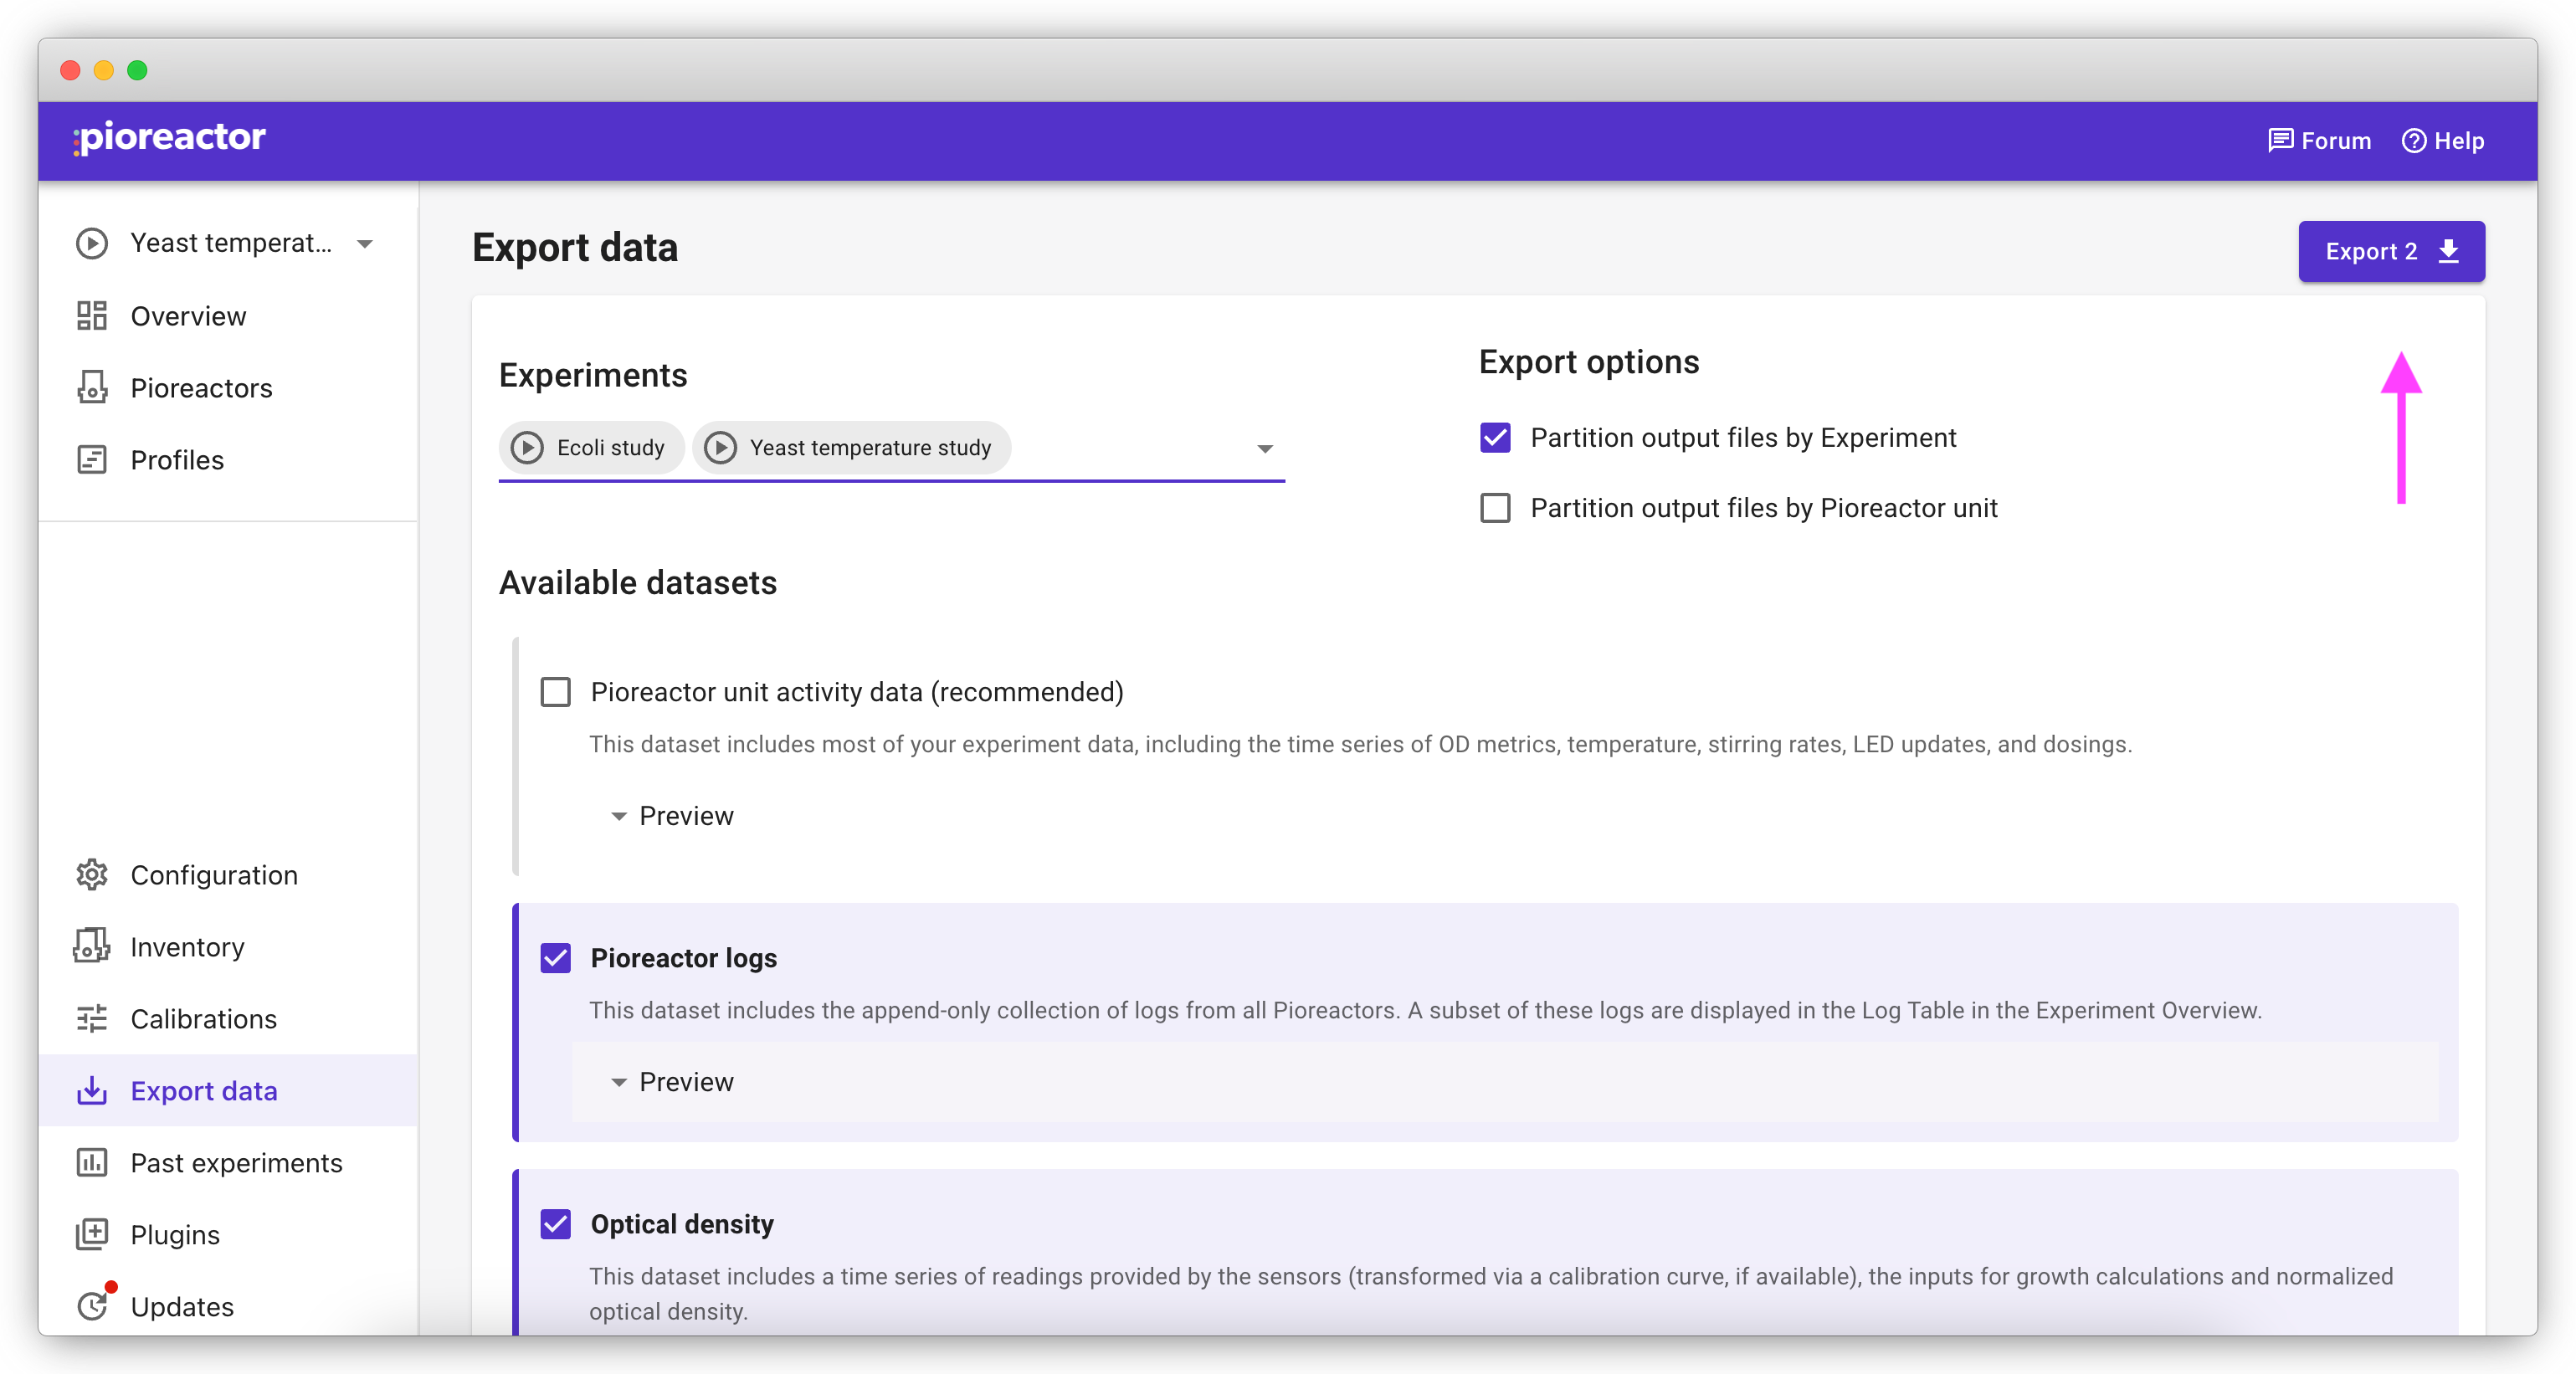 pioreactor
Forum
Help
Yeast temperat...
Overview
Pioreactors
Profiles
Configuration
Inventory
Calibrations
Export data
Past experiments
Plugins
Updates
Export data
Export 2
Experiments
Ecoli study
Yeast temperature study
Export options
Partition output files by Experiment
Partition output files by Pioreactor unit
Available datasets
Pioreactor unit activity data (recommended)
This dataset includes most of your experiment data, including the time series of OD metrics, temperature, stirring rates, LED updates, and dosings.
Preview
Pioreactor logs
This dataset includes the append-only collection of logs from all Pioreactors. A subset of these logs are displayed in the Log Table in the Experiment Overview.
Preview
Optical density
This dataset includes a time series of readings provided by the sensors (transformed via a calibration curve, if available), the inputs for growth calculations and normalized
optical density.